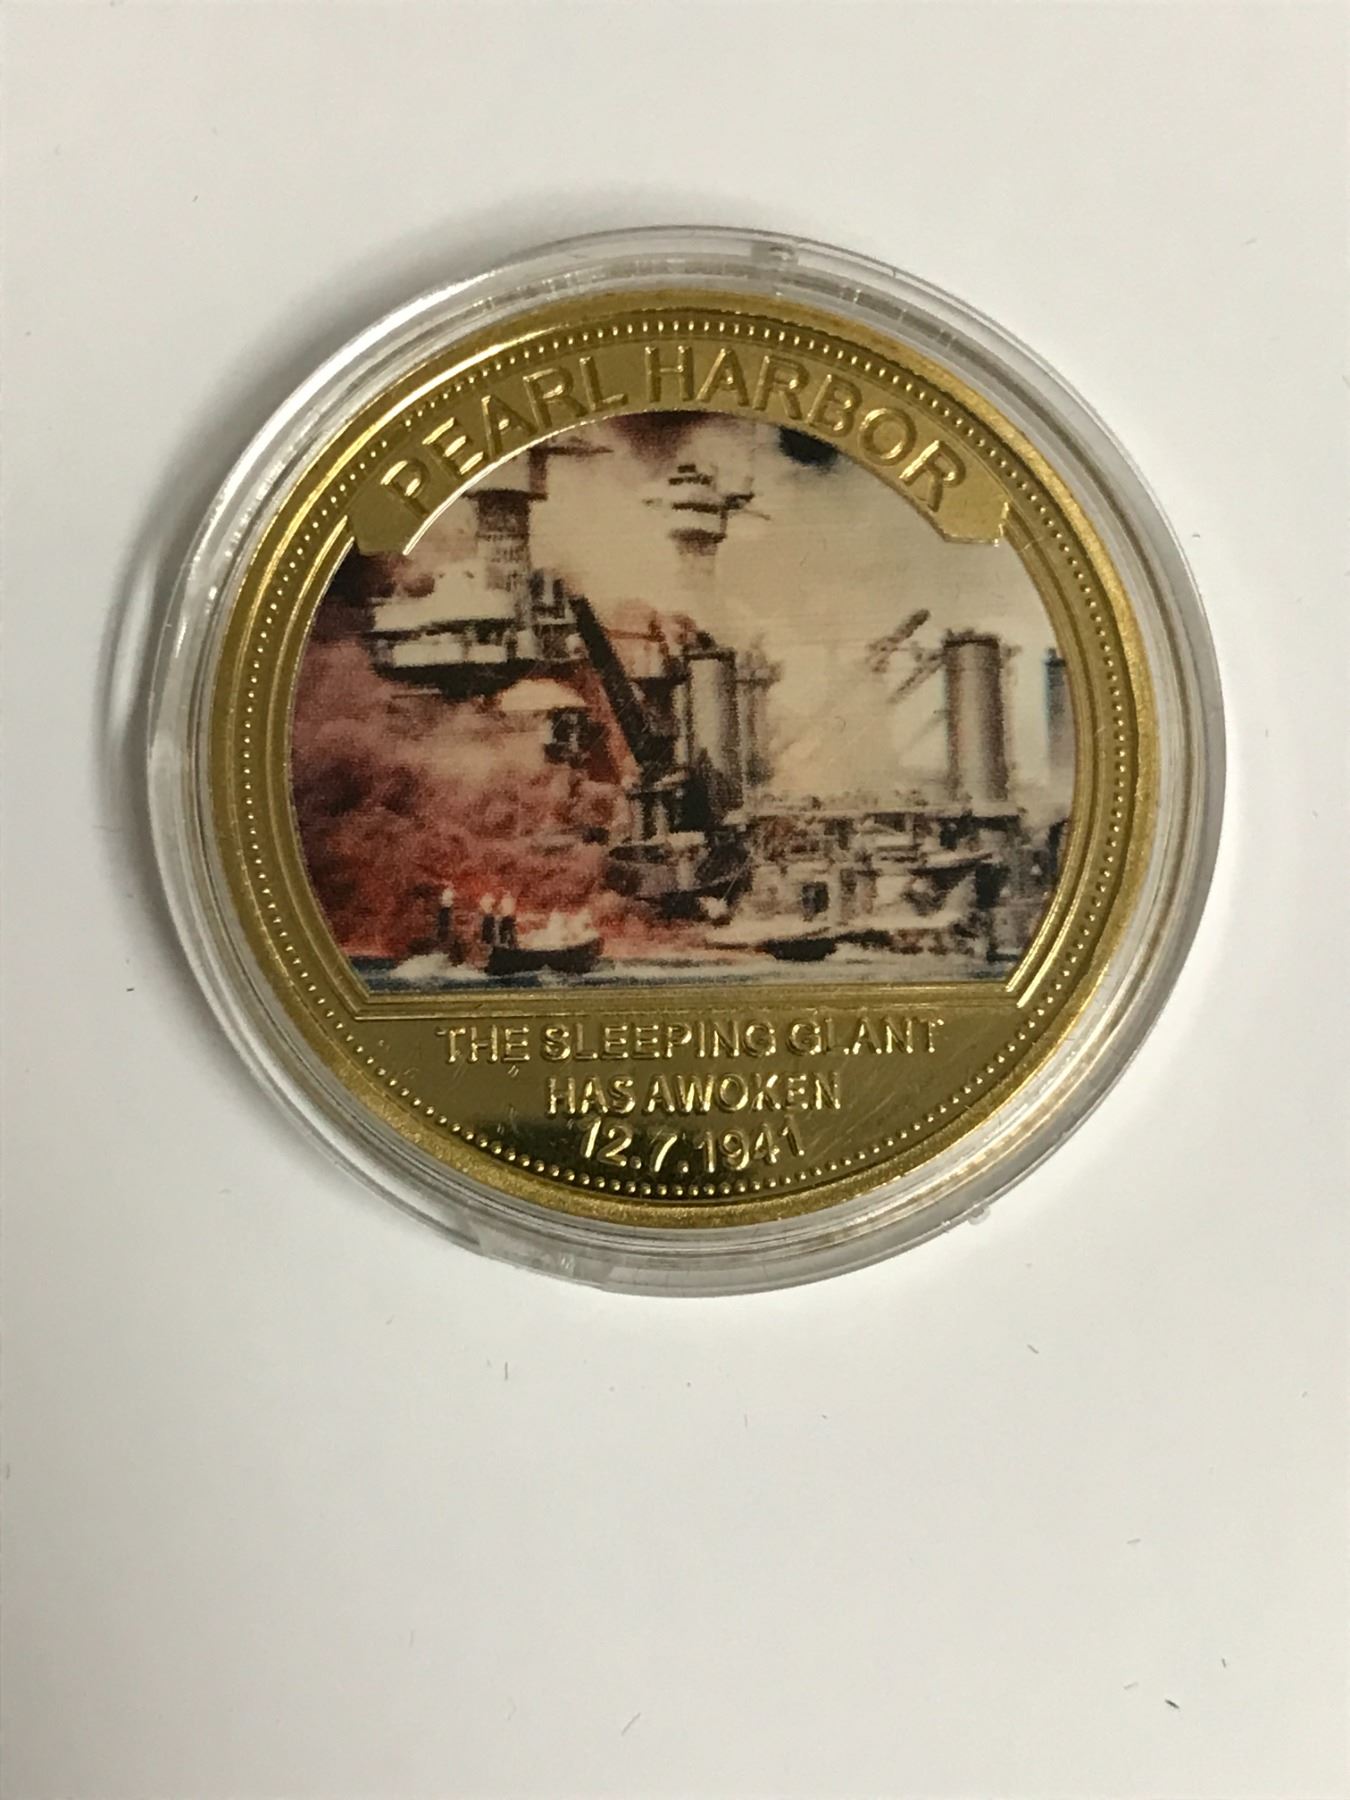 PEARL HARBOR
THE SLEEPING GLANT
HAS AWOKEN
12.7.1941